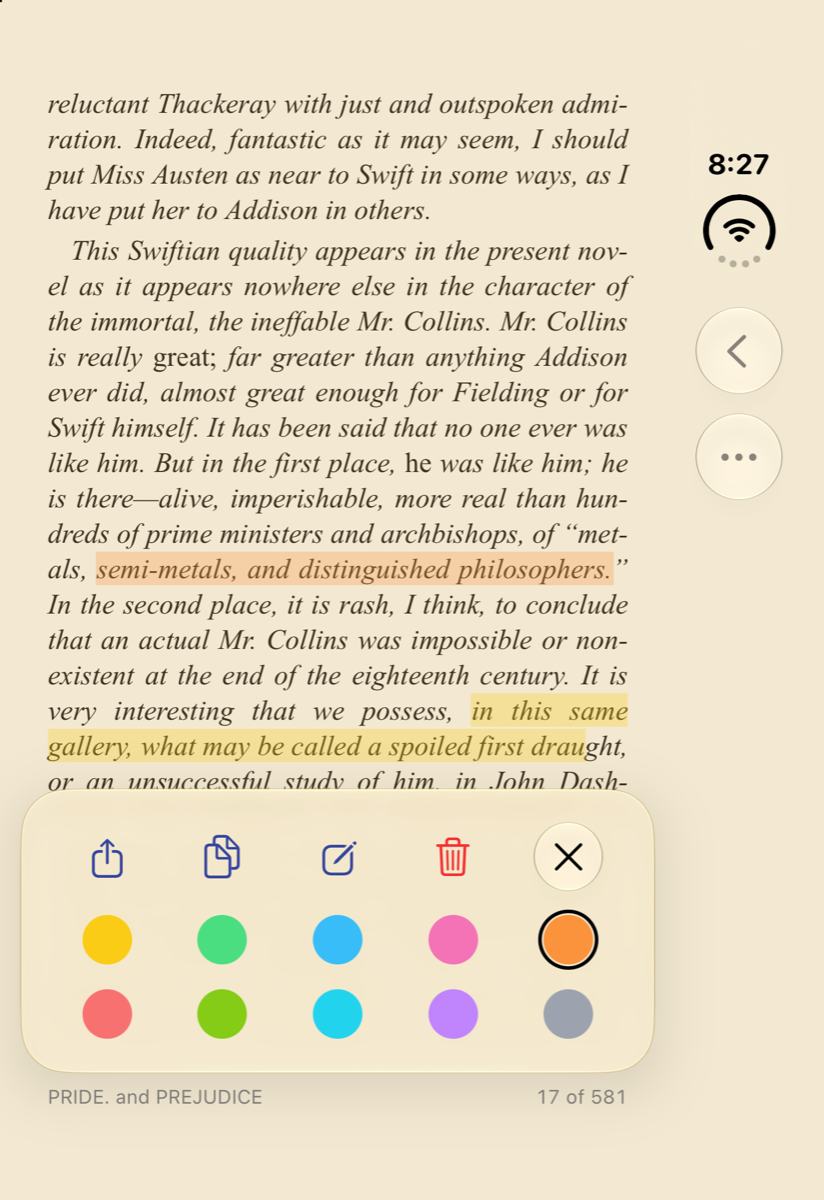 reluctant Thackeray with just and outspoken admi-
ration. Indeed, fantastic as it may seem, I should
put Miss Austen as near to Swift in some ways, as I
have put her to Addison in others.
This Swiftian quality appears in the present nov-
el as it appears nowhere else in the character of
the immortal, the ineffable Mr. Collins. Mr. Collins
is really great; far greater than anything Addison
ever did, almost great enough for Fielding or for
Swift himself. It has been said that no one ever was
like him. But in the first place, he was like him; he
is there—alive, imperishable, more real than hun-
dreds of prime ministers and archbishops, of “met-
als, semi-metals, and distinguished philosophers.”
In the second place, it is rash, I think, to conclude
that an actual Mr. Collins was impossible or non-
existent at the end of the eighteenth century. It is
very interesting that we possess, in this same
gallery, what may be called a spoiled first draught,
or an unsuccessful study of him, in John Dash-
PRIDE. and PREJUDICE
17 of 581
8:27